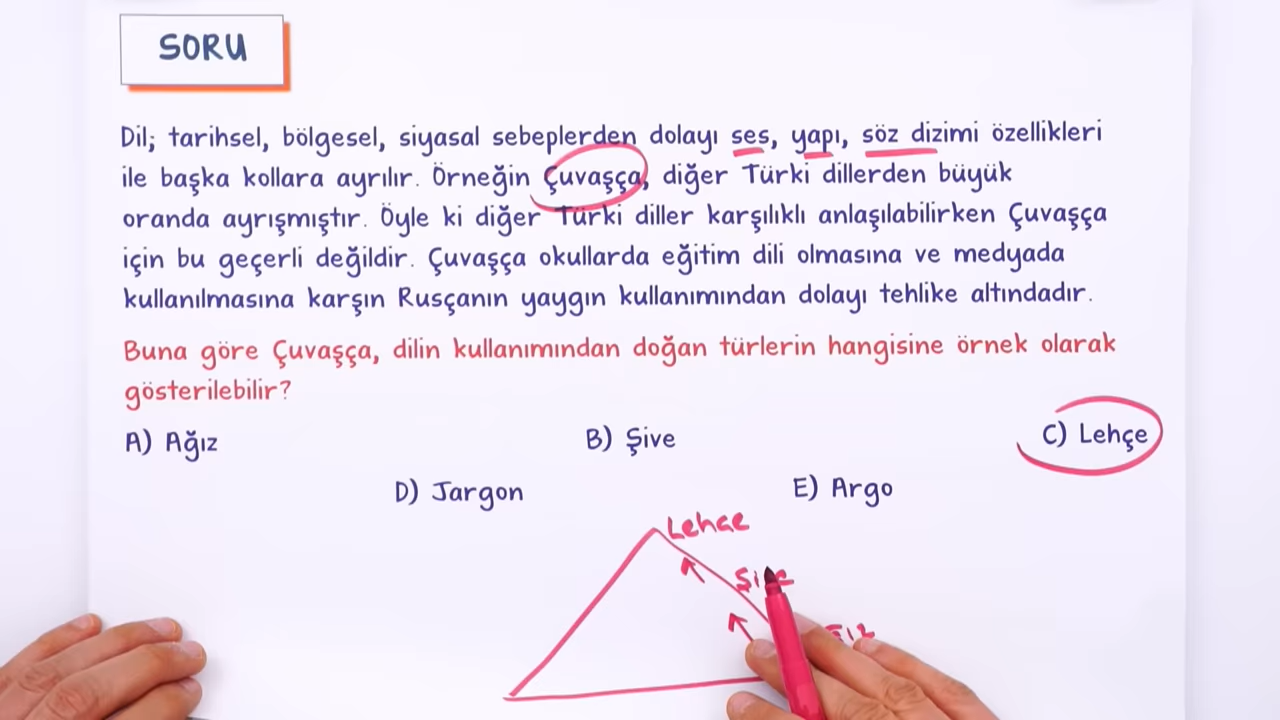 SORU
Dil; tarihsel, bölgesel, siyasal sebeplerden dolayı ses, yapı, söz dizimi özellikleri
ile başka kollara ayrılır. Örneğin Çuvaşça, diğer Türki dillerden büyük
oranda ayrışmıştır. Öyle ki diğer Türki diller karşılıklı anlaşılabilirken Çuvaşça
için bu geçerli değildir. Çuvaşça okullarda eğitim dili olmasına ve medyada
kullanılmasına karşın Rusçanın yaygın kullanımından dolayı tehlike altındadır.
Buna göre Çuvaşça, dilin kullanımından doğan türlerin hangisine örnek olarak
gösterilebilir?
A) Ağız
B) Şive
C) Lehçe
D) Jargon
E) Argo
Lehçe